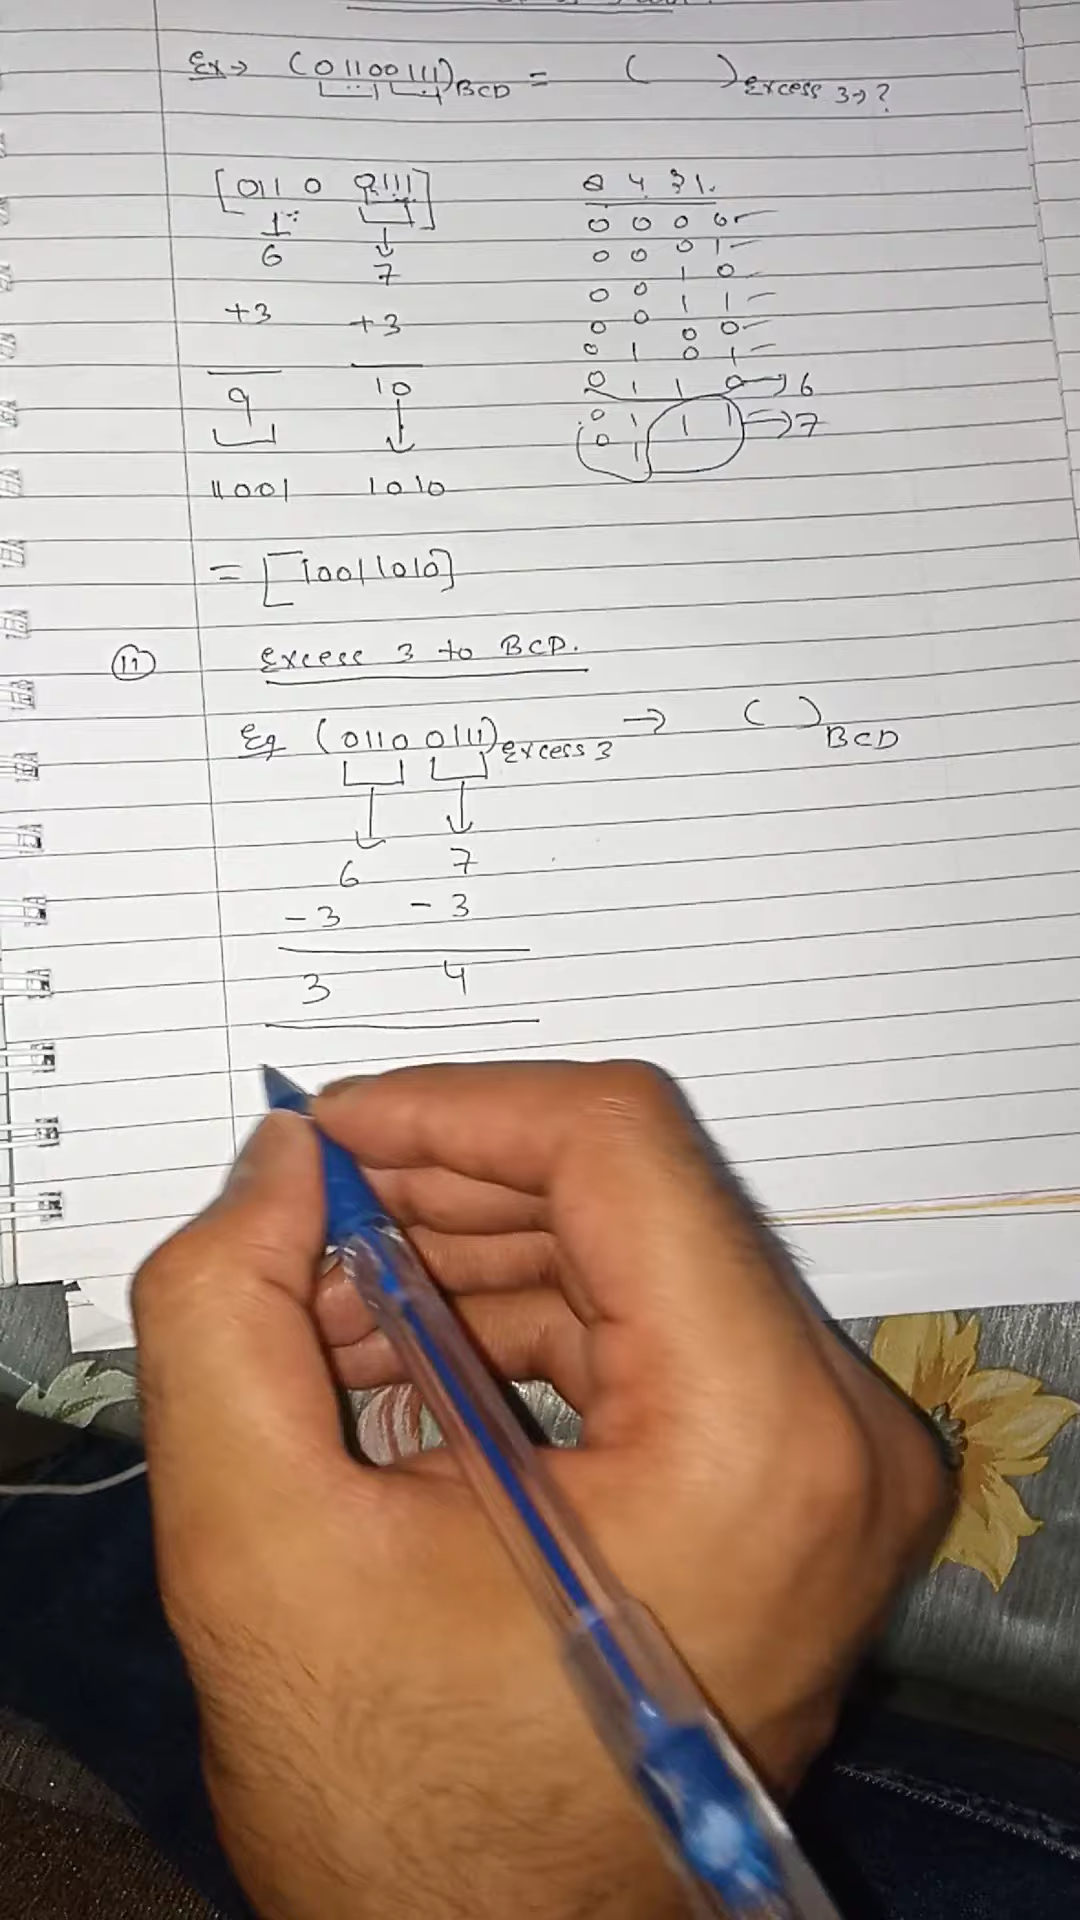 Ex → (01100111)BCD = ( )Excess 3 → ?
[0110 0111] 8 4 2 1.
0 0 0 0
6 0 0 0 1
7 1 0
0 0 1 1
+3 +3 0 0 0 0
0 1 0 1
9 10 0 1 1 0 → 6
0 1 1 1 → 7
0 1
1001 1010
= [10011010]
11 Excess 3 to BCD.
Eg (0110 0111)Excess 3 → ( )BCD
6 7
-3 -3
3 4